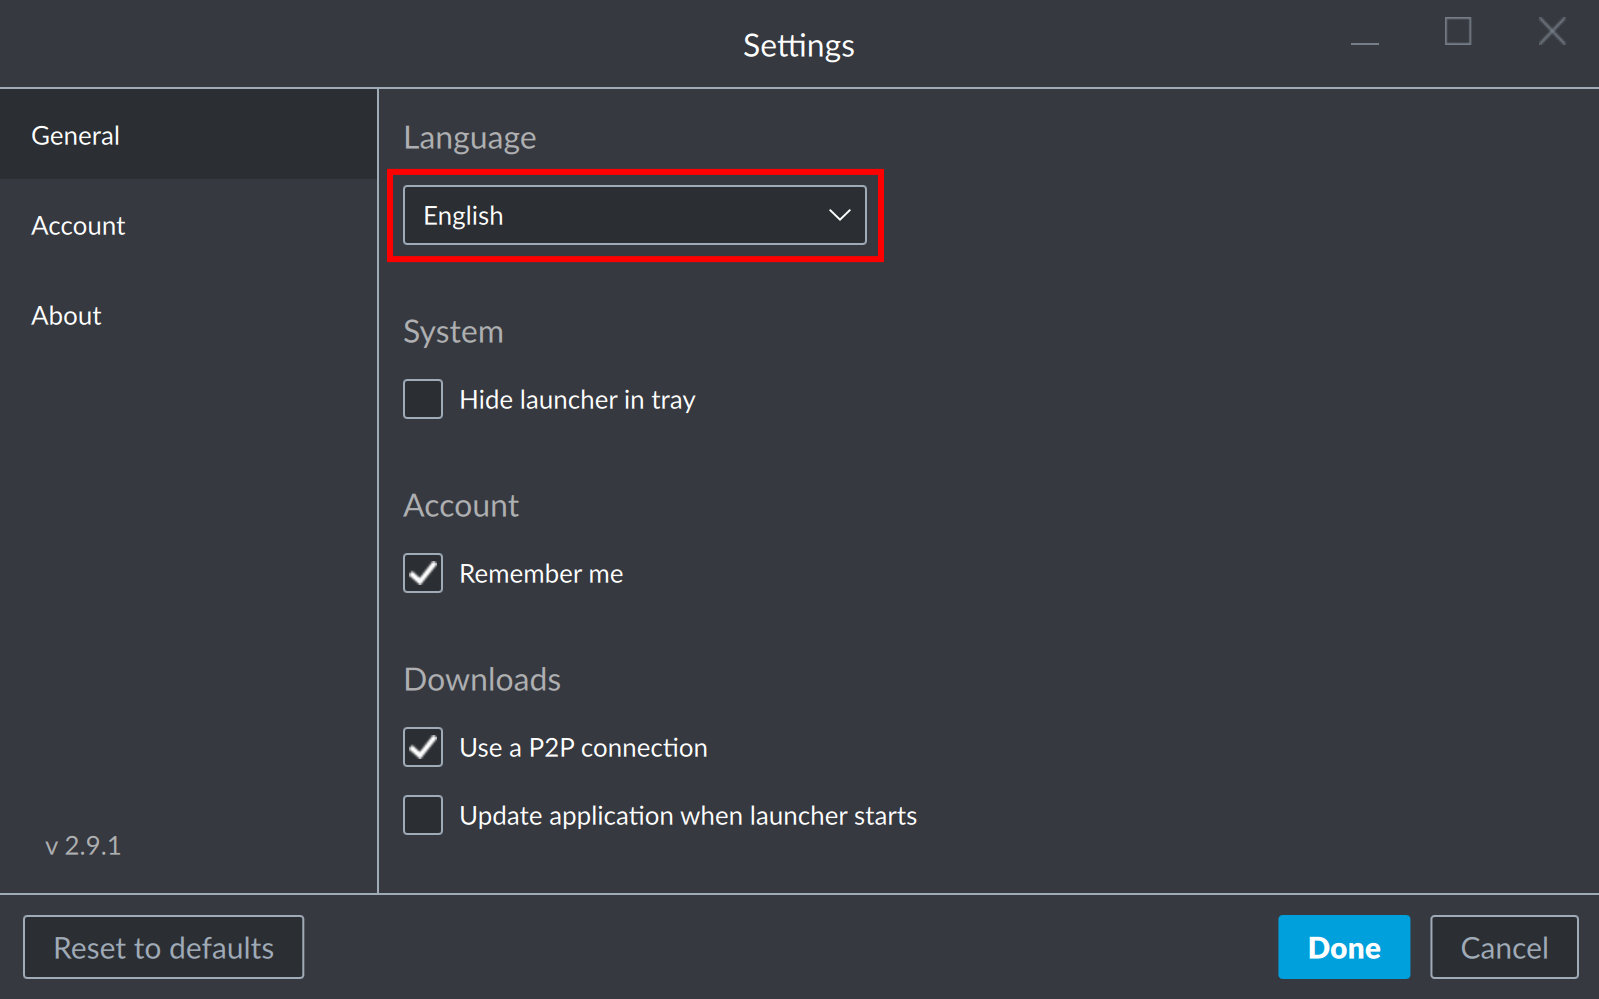 Settings
General
Account
About
v 2.9.1
Language
English
System
Hide launcher in tray
Account
Remember me
Downloads
Use a P2P connection
Update application when launcher starts
Reset to defaults
Done
Cancel